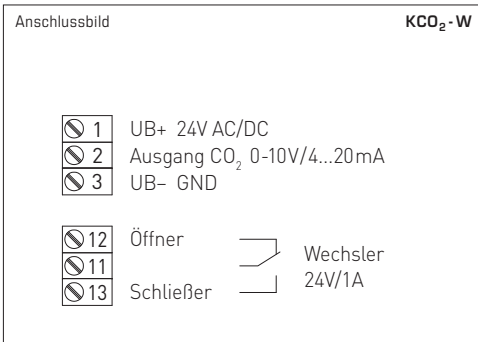 Anschlussbild KCO₂-W
1 UB+ 24V AC/DC
2 Ausgang CO₂ 0-10V/4...20mA
3 UB– GND
12 Öffner
11
Wechsler
24V/1A
13 Schließer